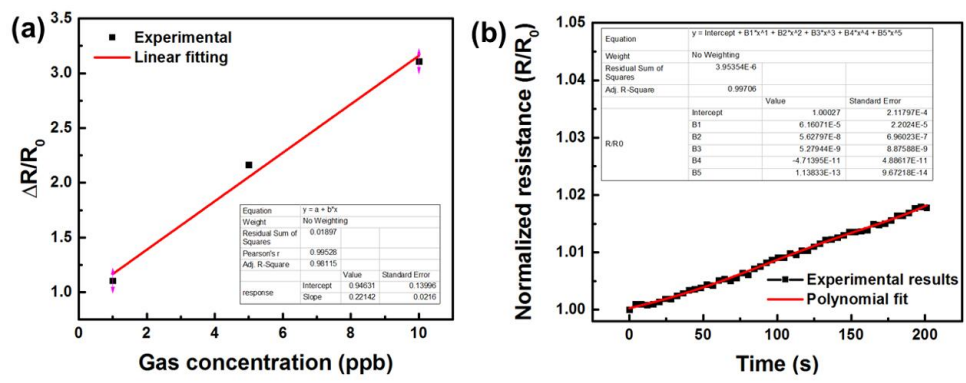 (a)
3.5
3.0
2.5
2.0
1.5
1.0
ΔR/R0
Experimental
Linear fitting
Equation y = a + b*x
Weight No Weighting
Residual Sum of Squares 0.01897
Pearson's r 0.99528
Adj. R-Square 0.98115
Value Standard Error
response Intercept 0.94631 0.13996
Slope 0.22142 0.0216
0 2 4 6 8 10
Gas concentration (ppb)
(b)
1.05
1.04
1.03
1.02
1.01
1.00
Normalized resistance (R/R0)
Equation y = Intercept + B1*x^1 + B2*x^2 + B3*x^3 + B4*x^4 + B5*x^5
Weight No Weighting
Residual Sum of Squares 3.95354E-6
Adj. R-Square 0.99706
Value Standard Error
R/R0 Intercept 1.00027 2.11797E-4
B1 6.16071E-5 2.2024E-5
B2 5.62797E-8 6.96023E-7
B3 5.27944E-9 8.87588E-9
B4 -4.71395E-11 4.88617E-11
B5 1.13833E-13 9.67218E-14
Experimental results
Polynomial fit
0 50 100 150 200
Time (s)